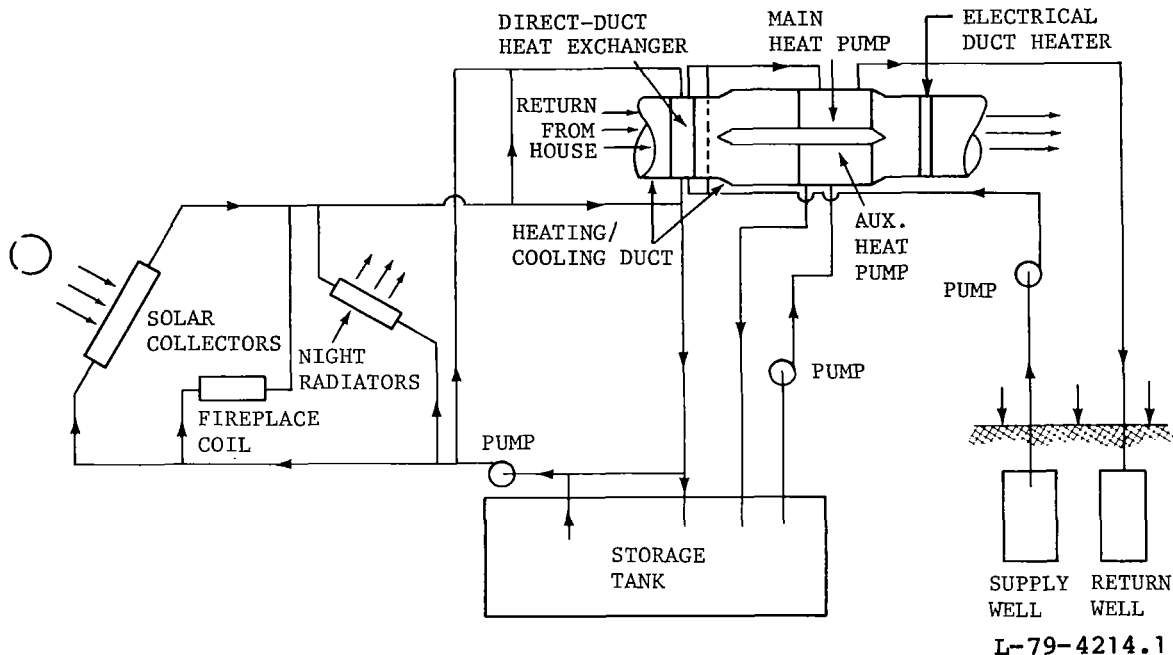 DIRECT-DUCT
HEAT EXCHANGER
MAIN
HEAT PUMP
ELECTRICAL
DUCT HEATER
RETURN
FROM
HOUSE
HEATING/
COOLING DUCT
AUX.
HEAT
PUMP
PUMP
SOLAR
COLLECTORS
NIGHT
RADIATORS
PUMP
FIREPLACE
COIL
PUMP
STORAGE
TANK
SUPPLY
WELL
RETURN
WELL
L-79-4214.1